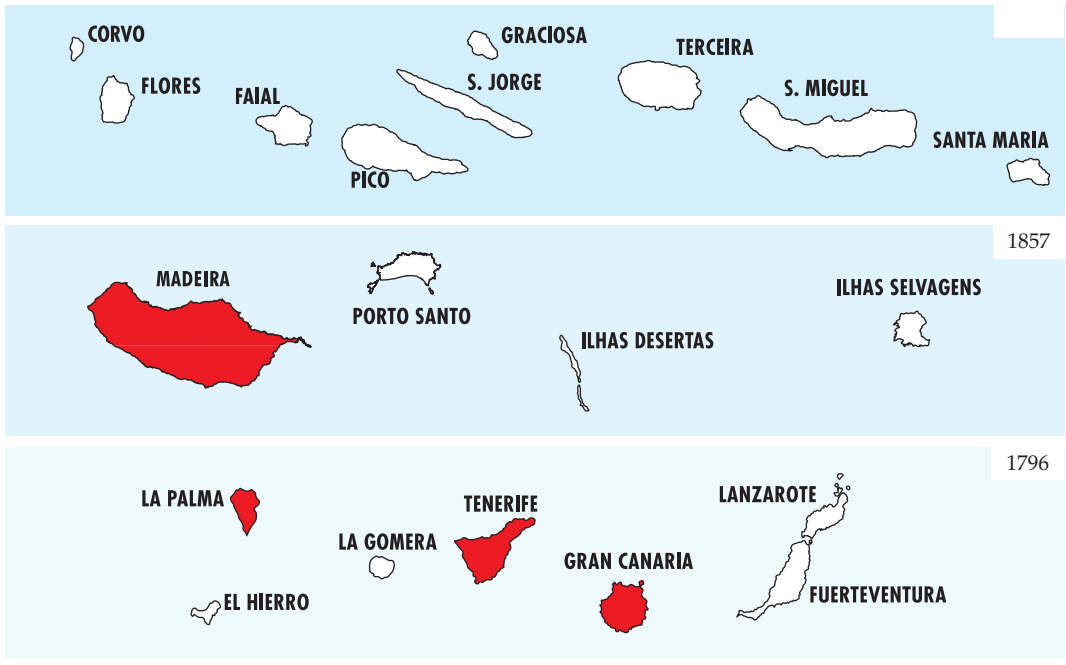 CORVO
FLORES
FAIAL
PICO
GRACIOSA
S. JORGE
TERCEIRA
S. MIGUEL
SANTA MARIA
1857
MADEIRA
PORTO SANTO
ILHAS DESERTAS
ILHAS SELVAGENS
1796
LA PALMA
EL HIERRO
LA GOMERA
TENERIFE
GRAN CANARIA
LANZAROTE
FUERTEVENTURA